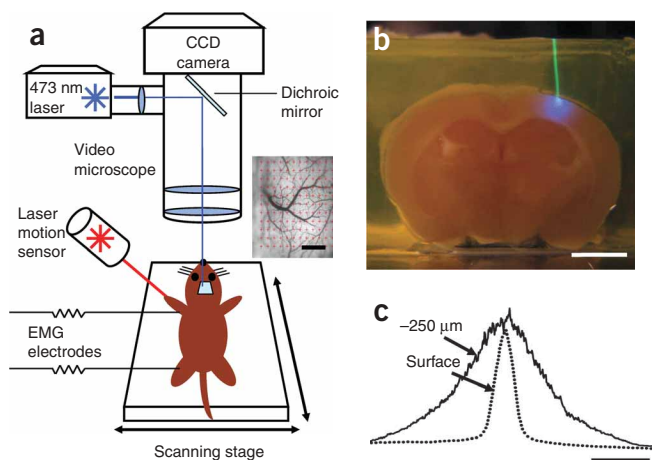 a
CCD
camera
473 nm
laser
Dichroic
mirror
Video
microscope
Laser
motion
sensor
EMG
electrodes
Scanning stage
b
c
–250 μm
Surface